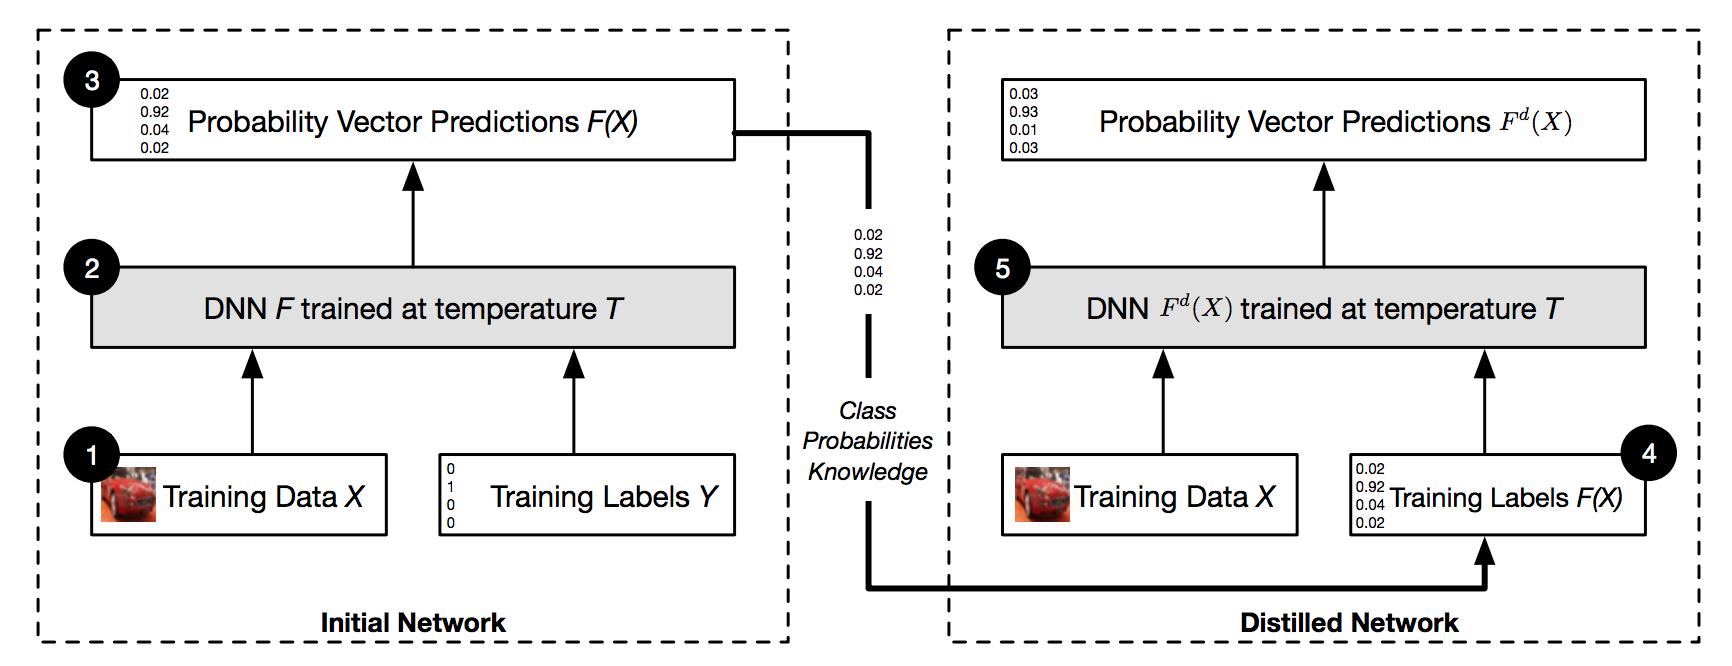 3
0.02
0.92
0.04
0.02
Probability Vector Predictions F(X)
2
DNN F trained at temperature T
1
Training Data X
0
1
0
0
Training Labels Y
Initial Network
0.02
0.92
0.04
0.02
Class
Probabilities
Knowledge
0.03
0.93
0.01
0.03
Probability Vector Predictions F^d(X)
5
DNN F^d(X) trained at temperature T
Training Data X
4
0.02
0.92
0.04
0.02
Training Labels F(X)
Distilled Network